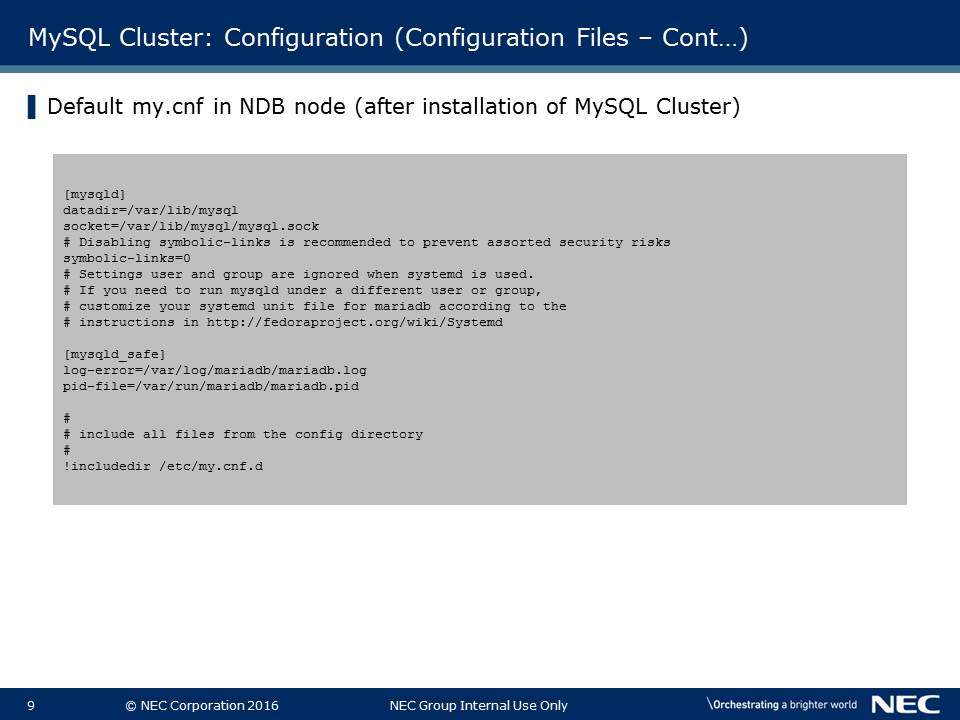 MySQL Cluster: Configuration (Configuration Files – Cont…)
Default my.cnf in NDB node (after installation of MySQL Cluster)
[mysqld]
datadir=/var/lib/mysql
socket=/var/lib/mysql/mysql.sock
# Disabling symbolic-links is recommended to prevent assorted security risks
symbolic-links=0
# Settings user and group are ignored when systemd is used.
# If you need to run mysqld under a different user or group,
# customize your systemd unit file for mariadb according to the
# instructions in http://fedoraproject.org/wiki/Systemd
[mysqld_safe]
log-error=/var/log/mariadb/mariadb.log
pid-file=/var/run/mariadb/mariadb.pid
#
# include all files from the config directory
#
!includedir /etc/my.cnf.d
9 © NEC Corporation 2016 NEC Group Internal Use Only \Orchestrating a brighter world NEC